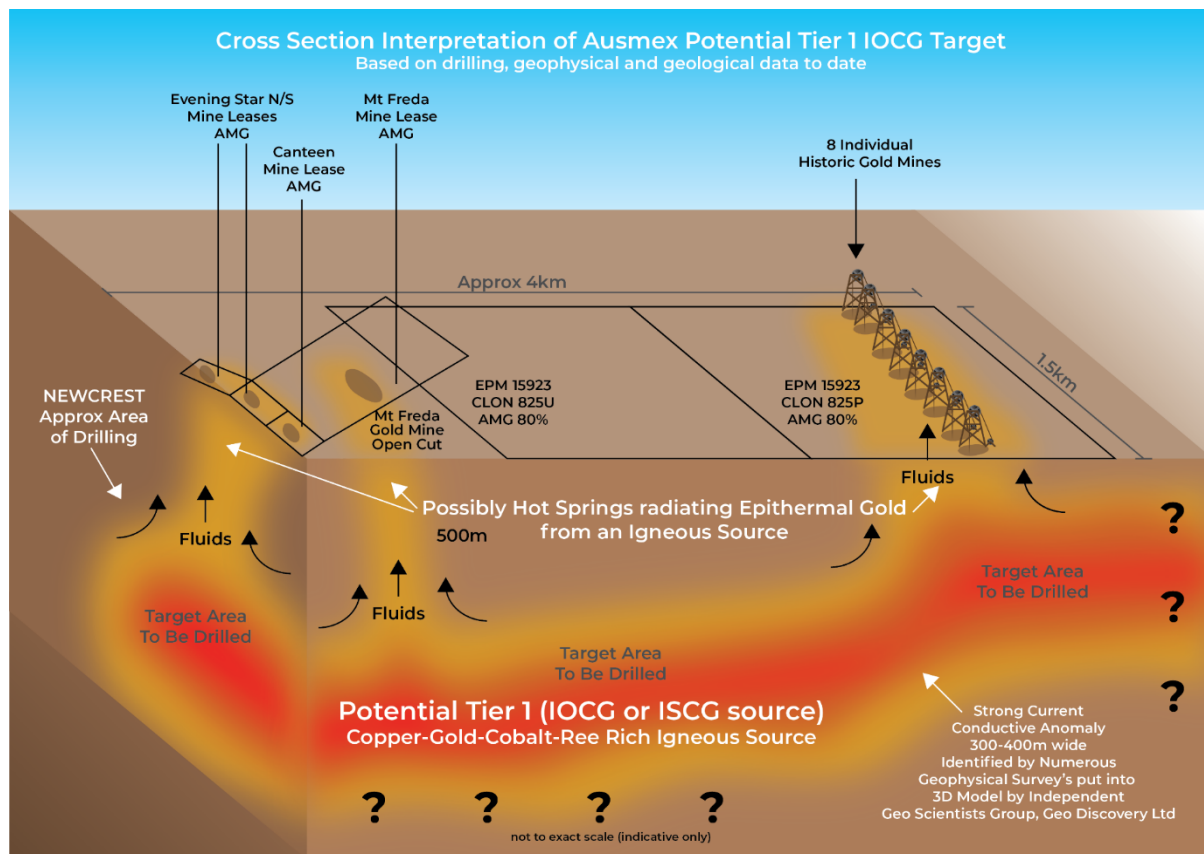 Cross Section Interpretation of Ausmex Potential Tier 1 IOCG Target
Based on drilling, geophysical and geological data to date
Evening Star N/S
Mine Leases
AMG
Mt Freda
Mine Lease
AMG
Canteen
Mine Lease
AMG
8 Individual
Historic Gold Mines
Approx 4km
1.5km
NEWCREST
Approx Area
of Drilling
Mt Freda
Gold Mine
Open Cut
EPM 15923
CLON 825U
AMG 80%
EPM 15923
CLON 825P
AMG 80%
Fluids
Possibly Hot Springs radiating Epithermal Gold
from an Igneous Source
500m
Fluids
Fluids
?
Target Area
To Be Drilled
Target Area
To Be Drilled
?
Target Area
To Be Drilled
?
Potential Tier 1 (IOCG or ISCG source)
Copper-Gold-Cobalt-Ree Rich Igneous Source
Strong Current
Conductive Anomaly
300-400m wide
Identified by Numerous
Geophysical Survey's put into
3D Model by Independent
Geo Scientists Group, Geo Discovery Ltd
? ? ? ?
not to exact scale (indicative only)